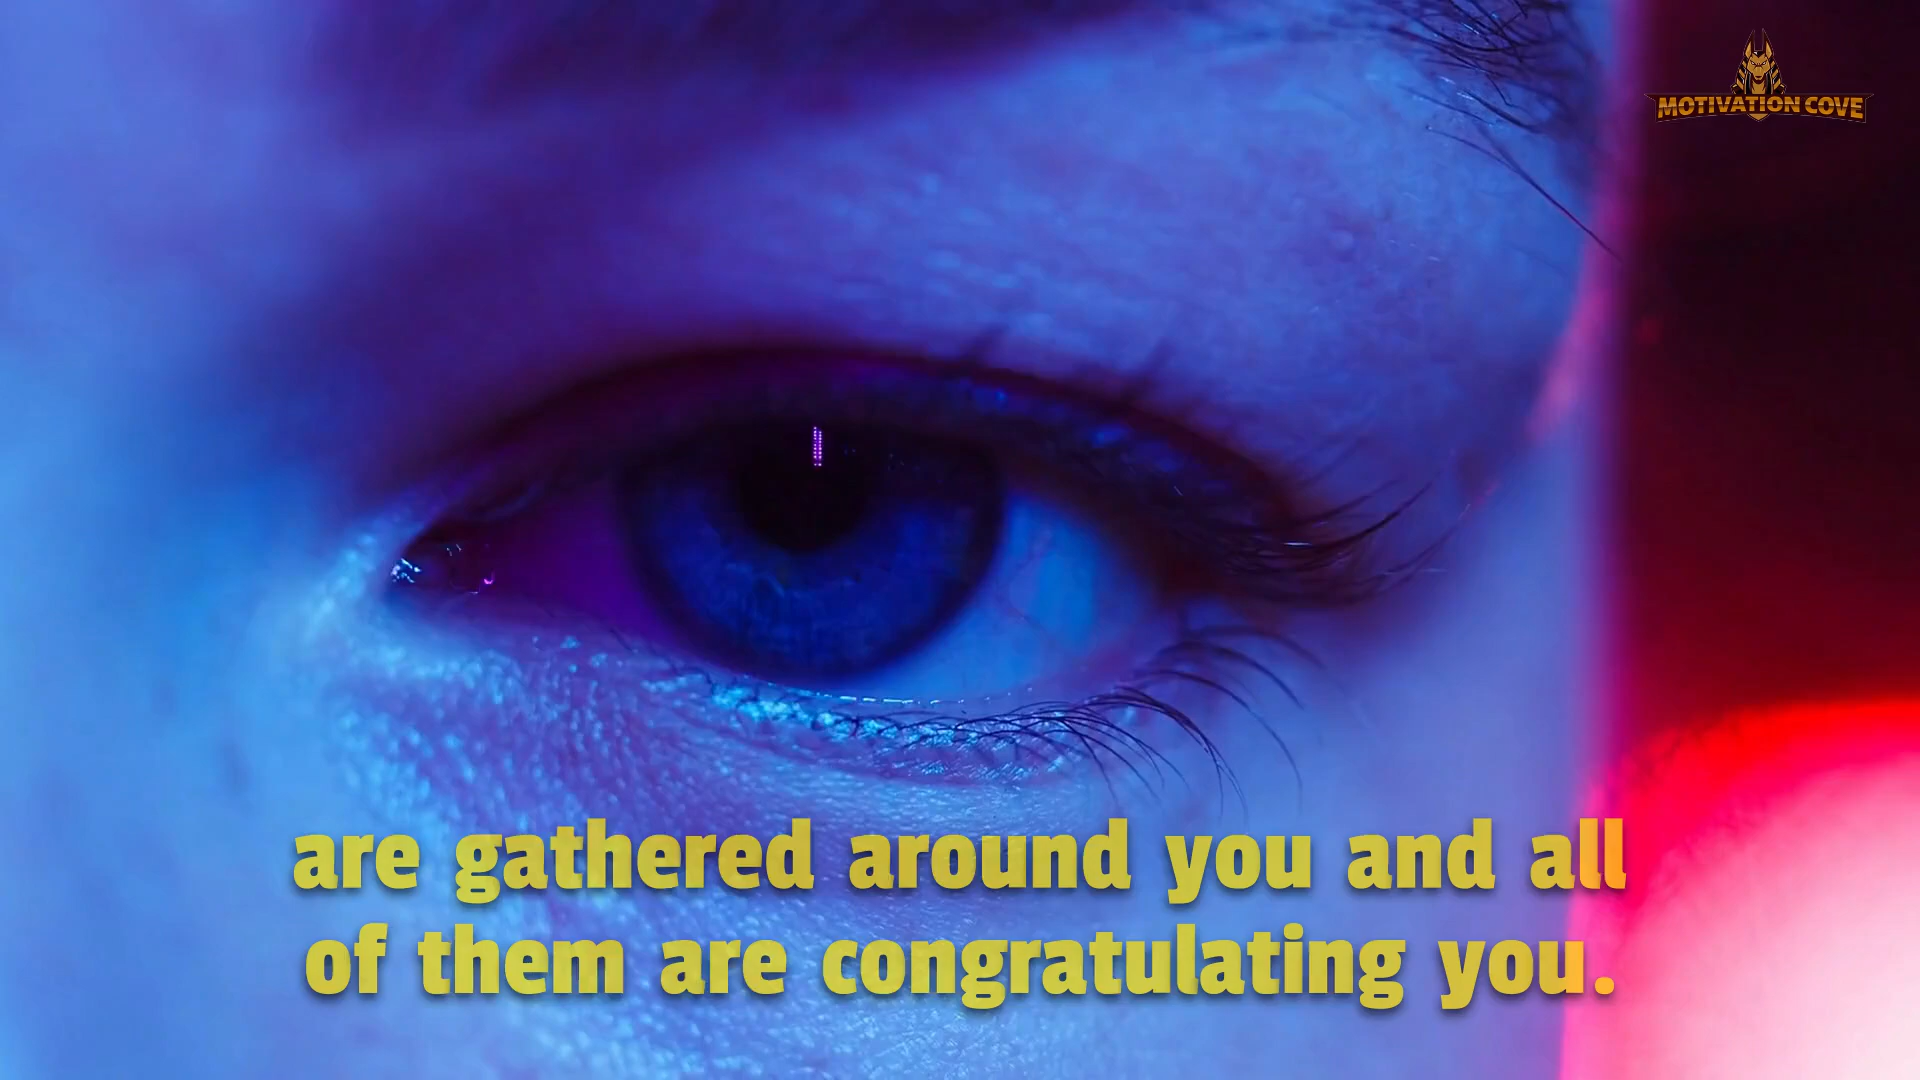 MOTIVATION COVE
are gathered around you and all
of them are congratulating you.